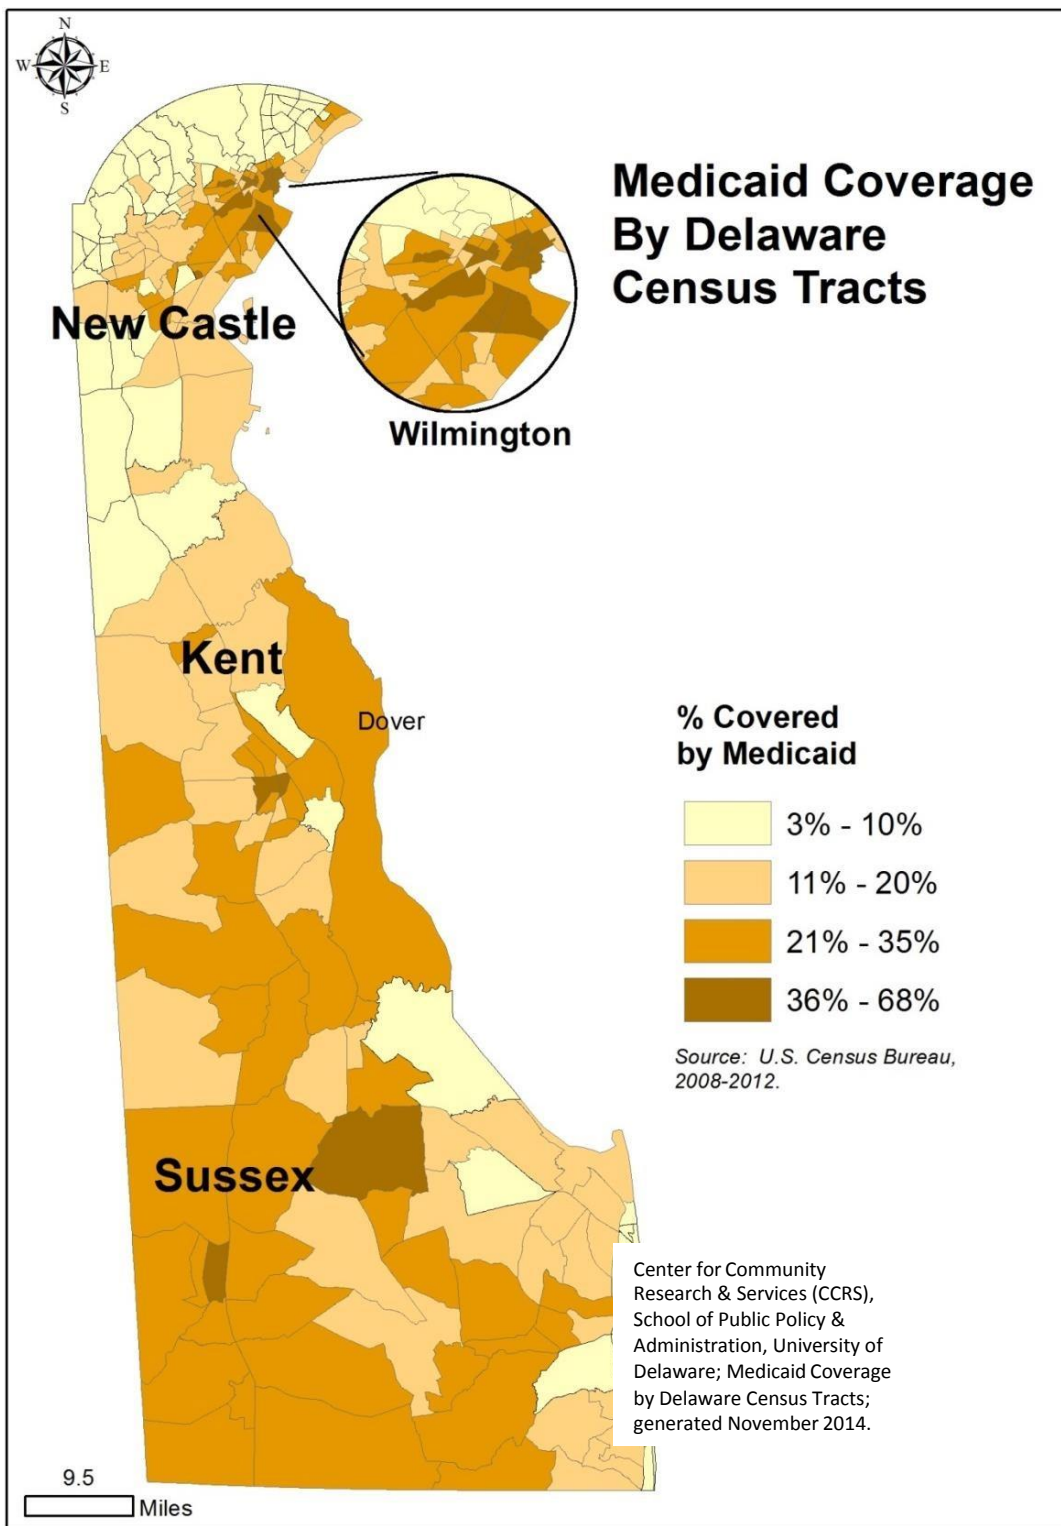 N
W E
S
Medicaid Coverage
By Delaware
Census Tracts
New Castle
Wilmington
Kent
Dover
% Covered
by Medicaid
3% - 10%
11% - 20%
21% - 35%
36% - 68%
Source: U.S. Census Bureau,
2008-2012.
Sussex
Center for Community
Research & Services (CCRS),
School of Public Policy &
Administration, University of
Delaware; Medicaid Coverage
by Delaware Census Tracts;
generated November 2014.
9.5
Miles